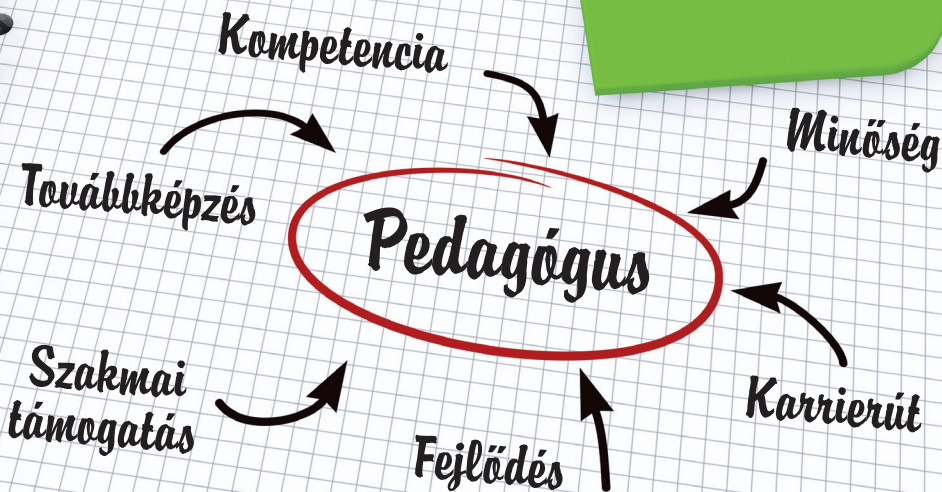 Kompetencia
Minőség
Továbbképzés
Pedagógus
Szakmai
támogatás
Karrierút
Fejlődés